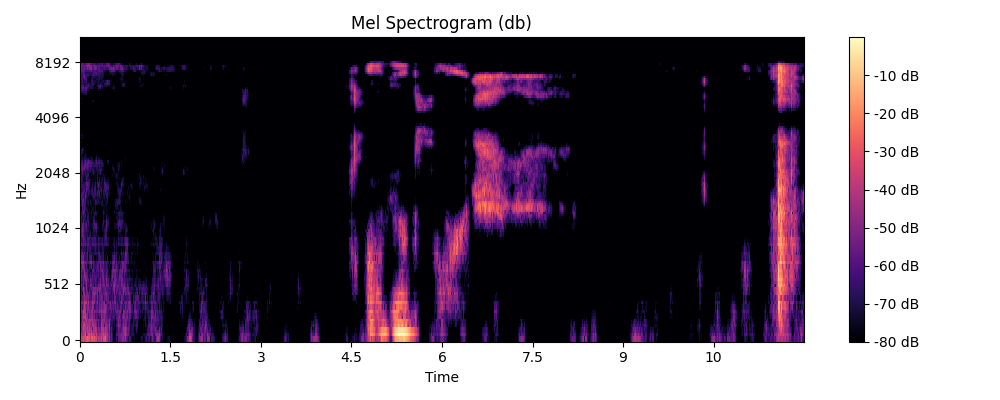 Mel Spectrogram (db)
8192
4096
2048
1024
512
0
Hz
0 1.5 3 4.5 6 7.5 9 10
Time
-10 dB
-20 dB
-30 dB
-40 dB
-50 dB
-60 dB
-70 dB
-80 dB